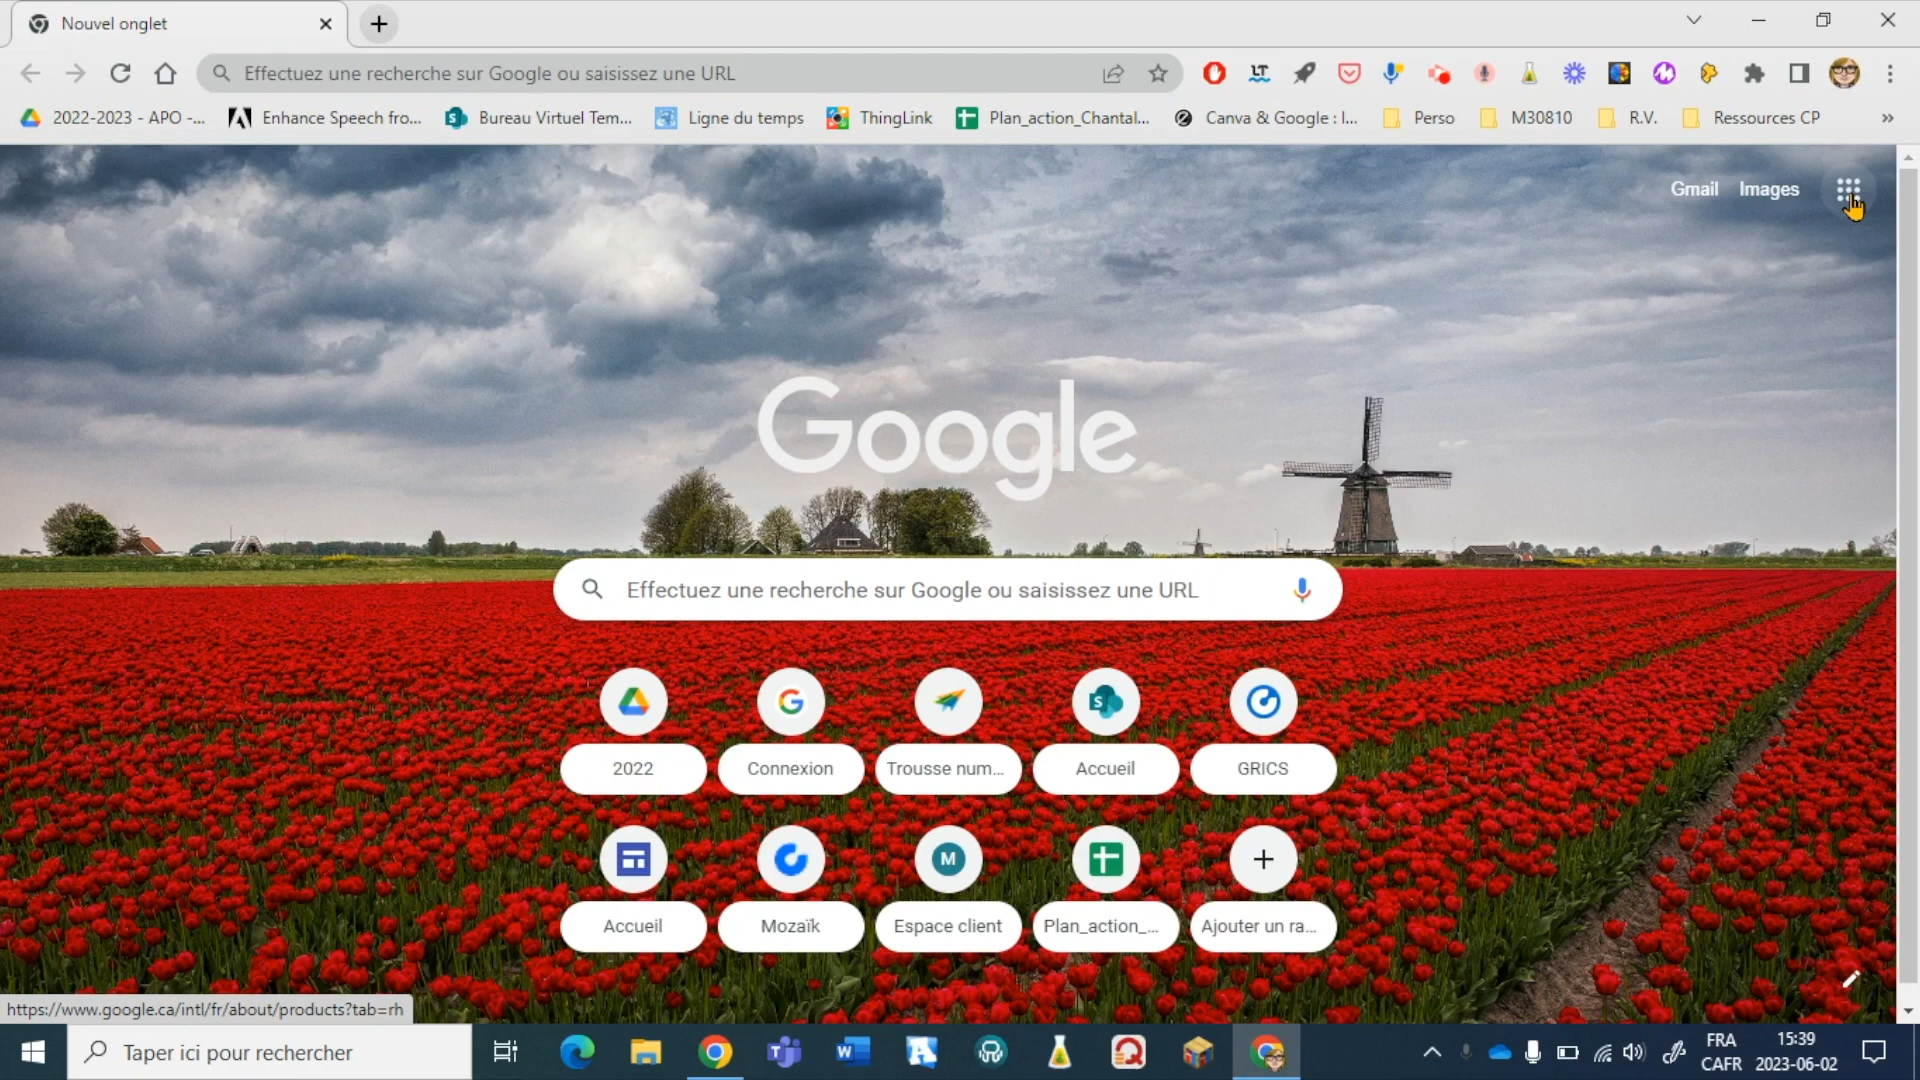 Nouvel onglet
Effectuez une recherche sur Google ou saisissez une URL
LT
2022-2023 - APO -...
Enhance Speech fro...
Bureau Virtuel Tem...
Ligne du temps
ThingLink
Plan_action_Chantal...
Canva & Google : l...
Perso
M30810
R.V.
Ressources CP
Gmail
Images
Google
Effectuez une recherche sur Google ou saisissez une URL
2022
Connexion
Trousse num...
Accueil
GRICS
M
Accueil
Mozaïk
Espace client
Plan_action_...
Ajouter un ra...
https://www.google.ca/intl/fr/about/products?tab=rh
Taper ici pour rechercher
FRA
CAFR
15:39
2023-06-02